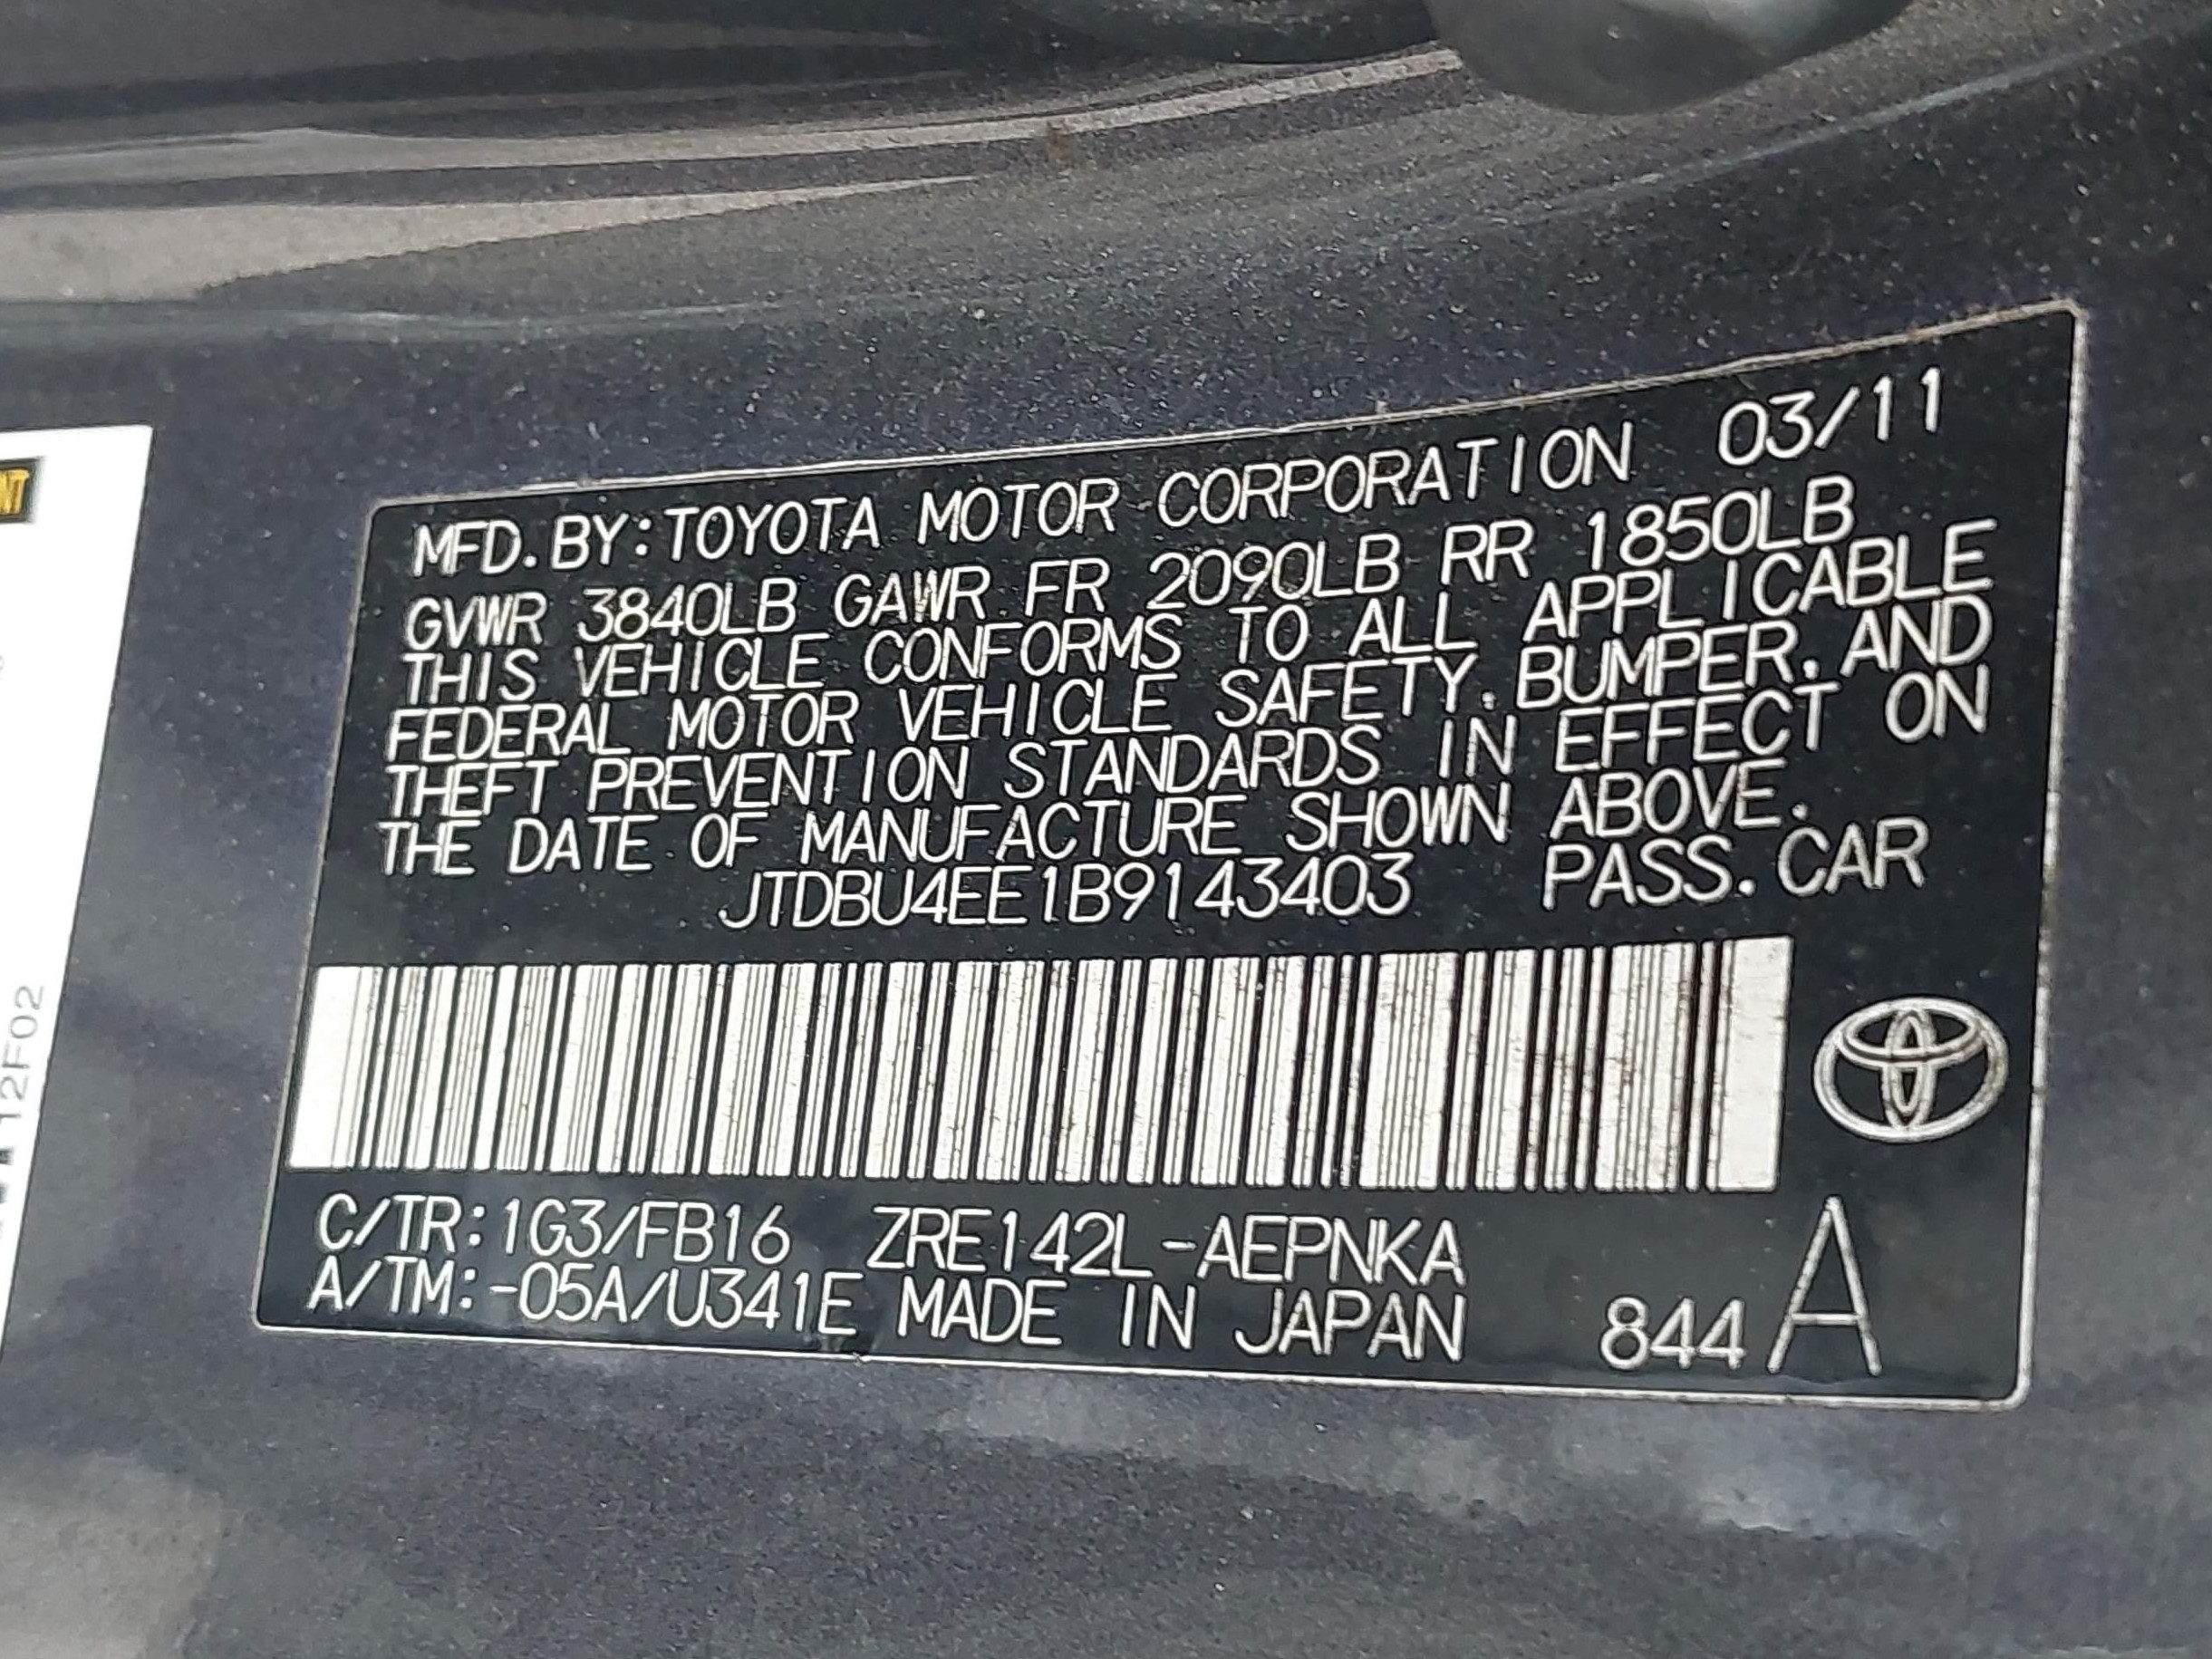 MFD.BY:TOYOTA MOTOR CORPORATION 03/11
GVWR 3840LB GAWR FR 2090LB RR 1850LB
THIS VEHICLE CONFORMS TO ALL APPLICABLE
FEDERAL MOTOR VEHICLE SAFETY, BUMPER, AND
THEFT PREVENTION STANDARDS IN EFFECT ON
THE DATE OF MANUFACTURE SHOWN ABOVE.
JTDBU4EE1B9143403 PASS.CAR
C/TR:1G3/FB16 ZRE142L-AEPNKA
A/TM:-05A/U341E MADE IN JAPAN 844 A
12F02